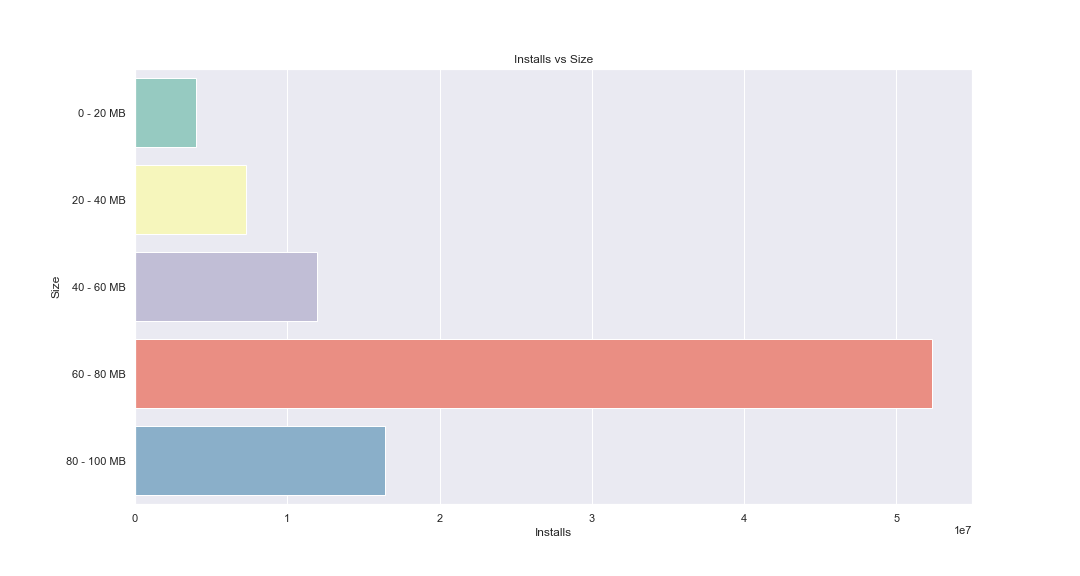 Installs vs Size
0 - 20 MB
20 - 40 MB
40 - 60 MB
60 - 80 MB
80 - 100 MB
Size
0 1 2 3 4 5
1e7
Installs